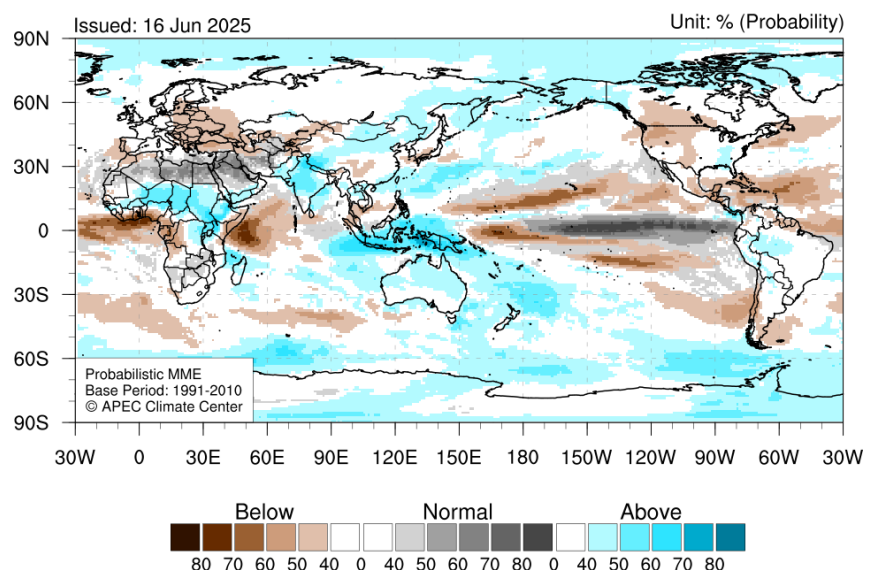 Issued: 16 Jun 2025 Unit: % (Probability)
90N
60N
30N
0
30S
60S
90S
Probabilistic MME
Base Period: 1991-2010
© APEC Climate Center
30W 0 30E 60E 90E 120E 150E 180 150W 120W 90W 60W 30W
Below Normal Above
80 70 60 50 40 0 40 50 60 70 80 0 40 50 60 70 80